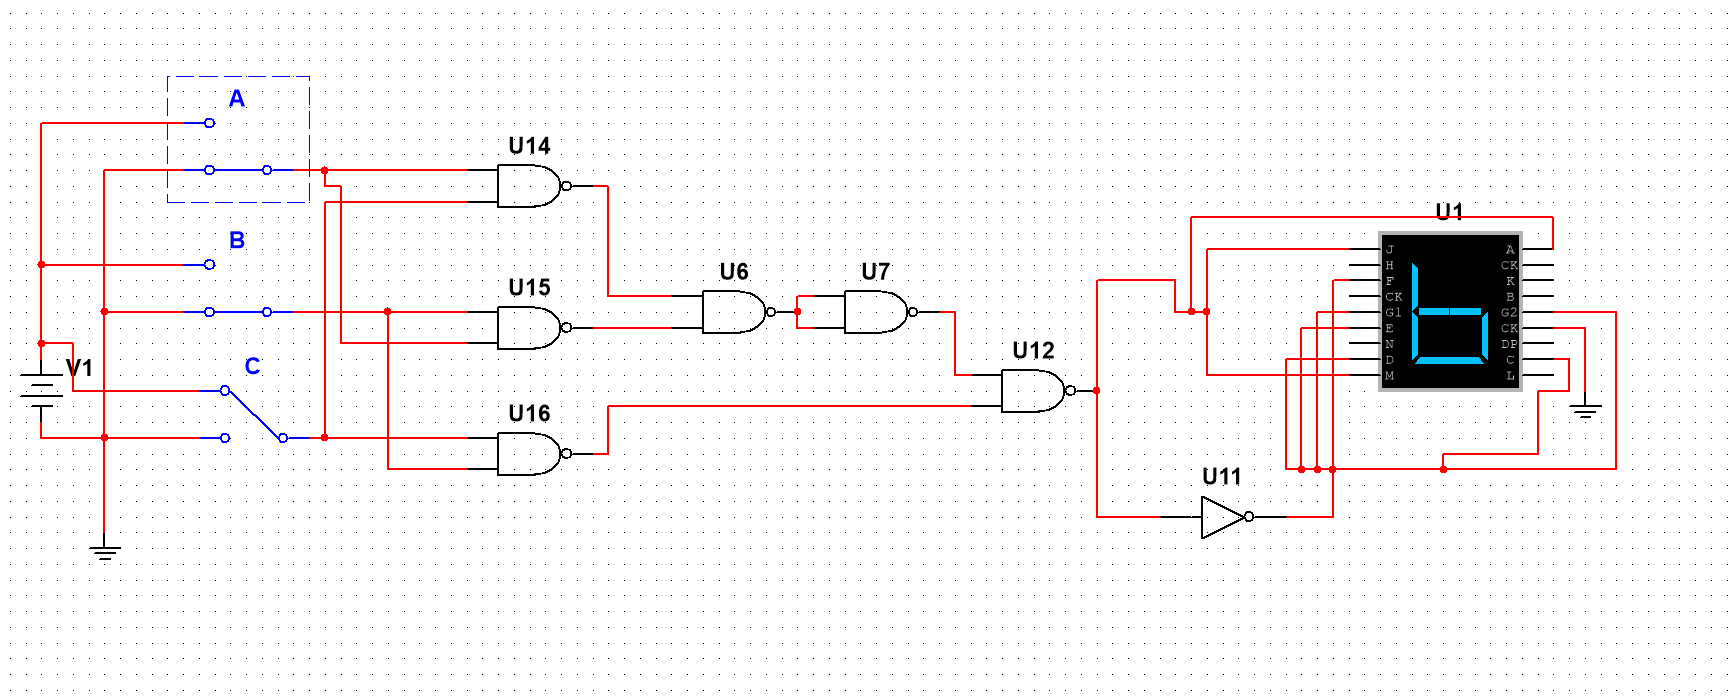 A
U14
B
U15
V1
C
U16
U6
U7
U12
U11
U1
J A
H CK
F K
CK B
G1 G2
E CK
N DP
D C
M L